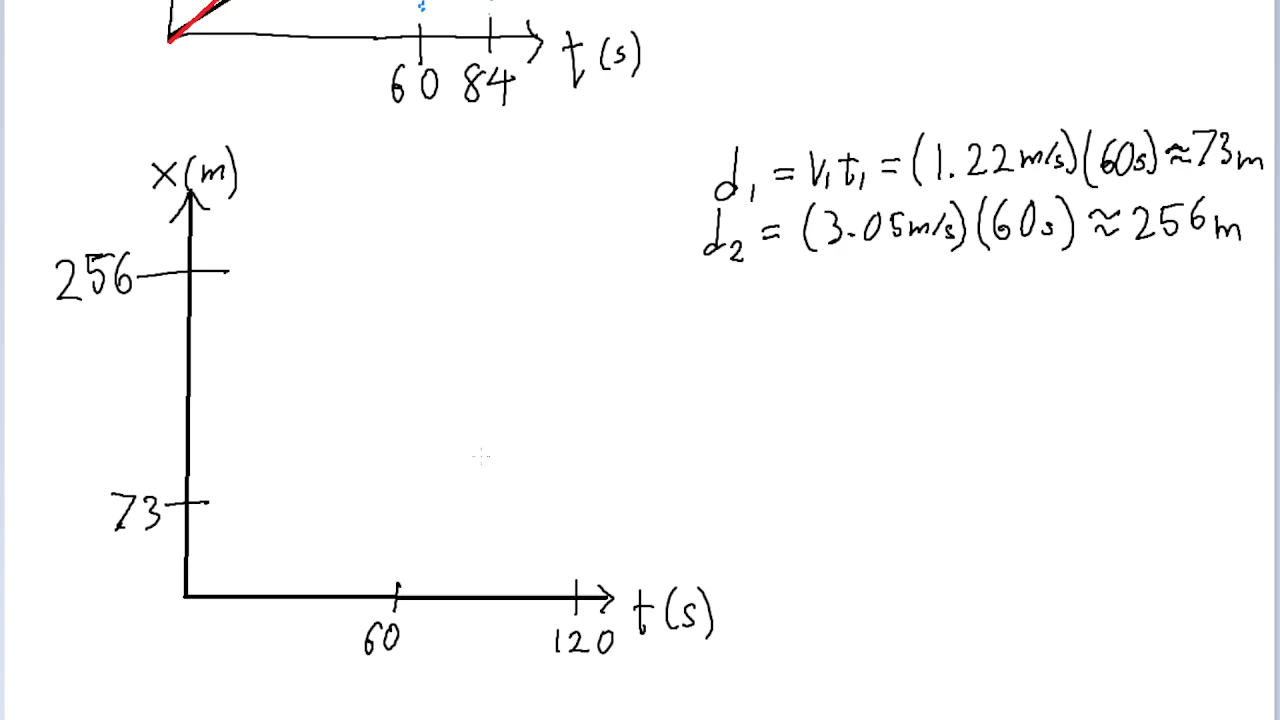 60 84 t (s)
x (m)
256
73
60 120 t (s)
d₁ = v₁t₁ = (1.22 m/s)(60s) ≈ 73m
d₂ = (3.05m/s)(60s) ≈ 256m